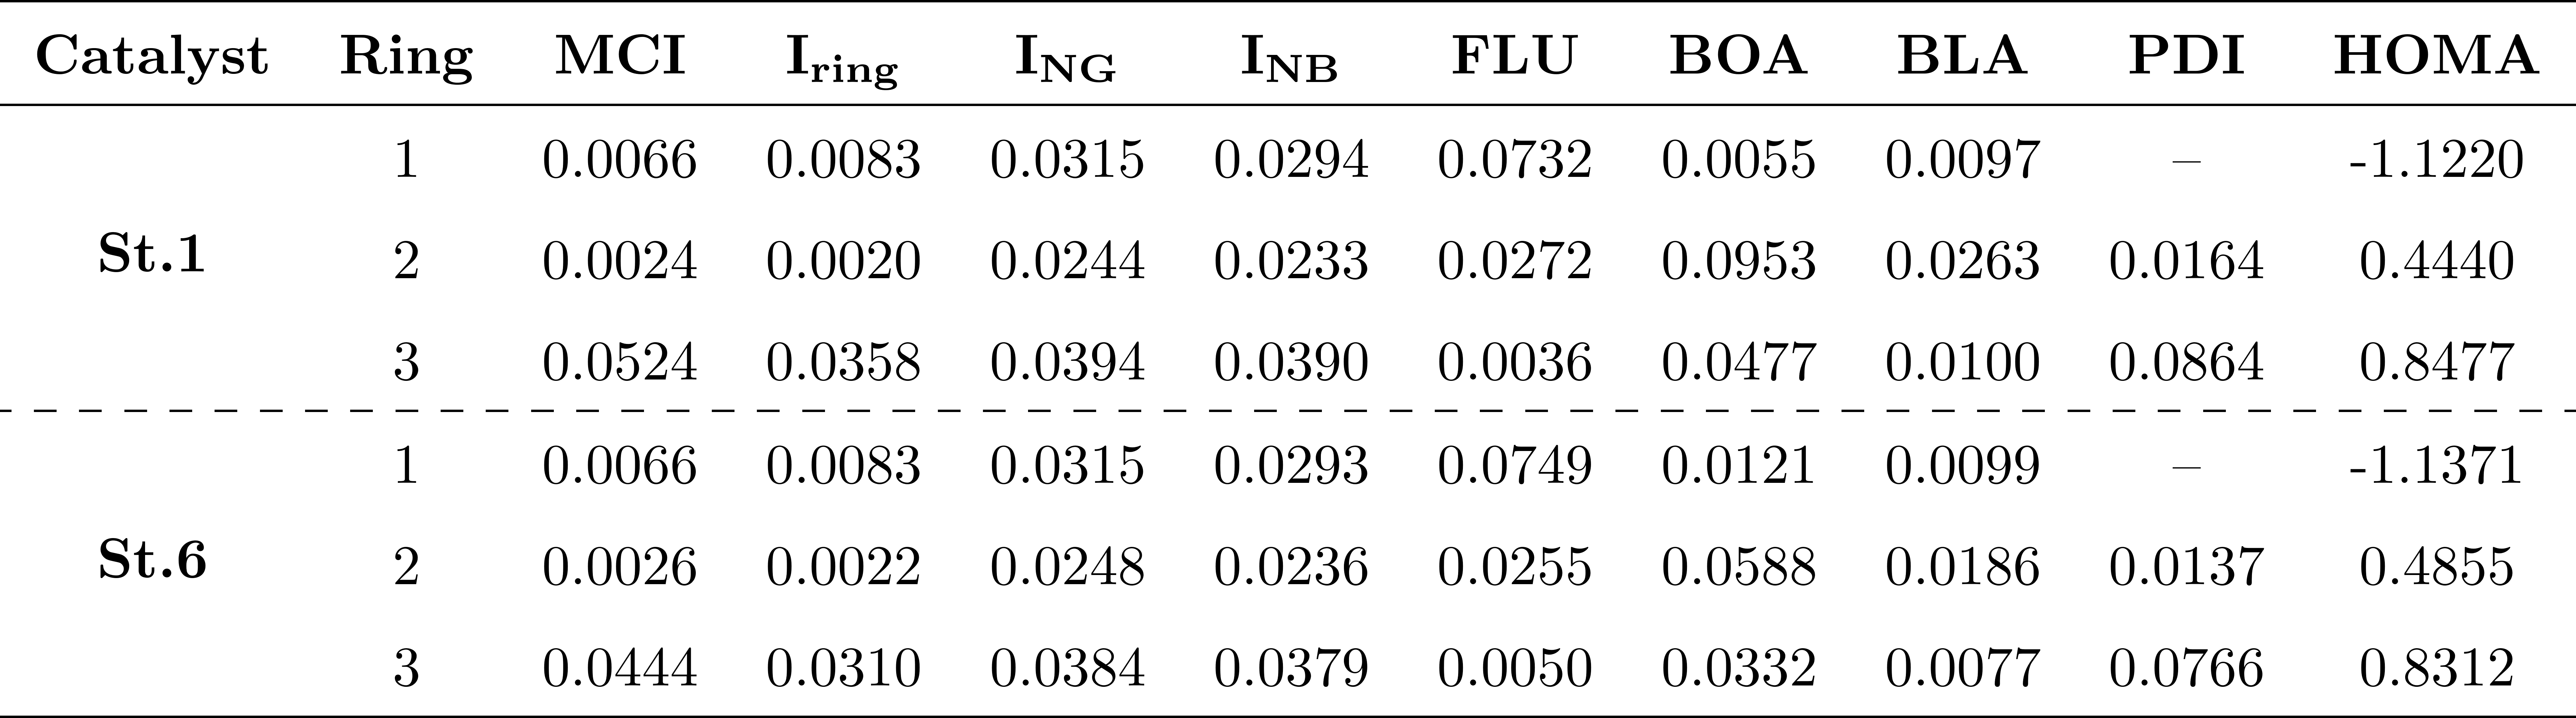 Catalyst Ring MCI I_ring I_NG I_NB FLU BOA BLA PDI HOMA
1 0.0066 0.0083 0.0315 0.0294 0.0732 0.0055 0.0097 – -1.1220
St.1 2 0.0024 0.0020 0.0244 0.0233 0.0272 0.0953 0.0263 0.0164 0.4440
3 0.0524 0.0358 0.0394 0.0390 0.0036 0.0477 0.0100 0.0864 0.8477
1 0.0066 0.0083 0.0315 0.0293 0.0749 0.0121 0.0099 – -1.1371
St.6 2 0.0026 0.0022 0.0248 0.0236 0.0255 0.0588 0.0186 0.0137 0.4855
3 0.0444 0.0310 0.0384 0.0379 0.0050 0.0332 0.0077 0.0766 0.8312